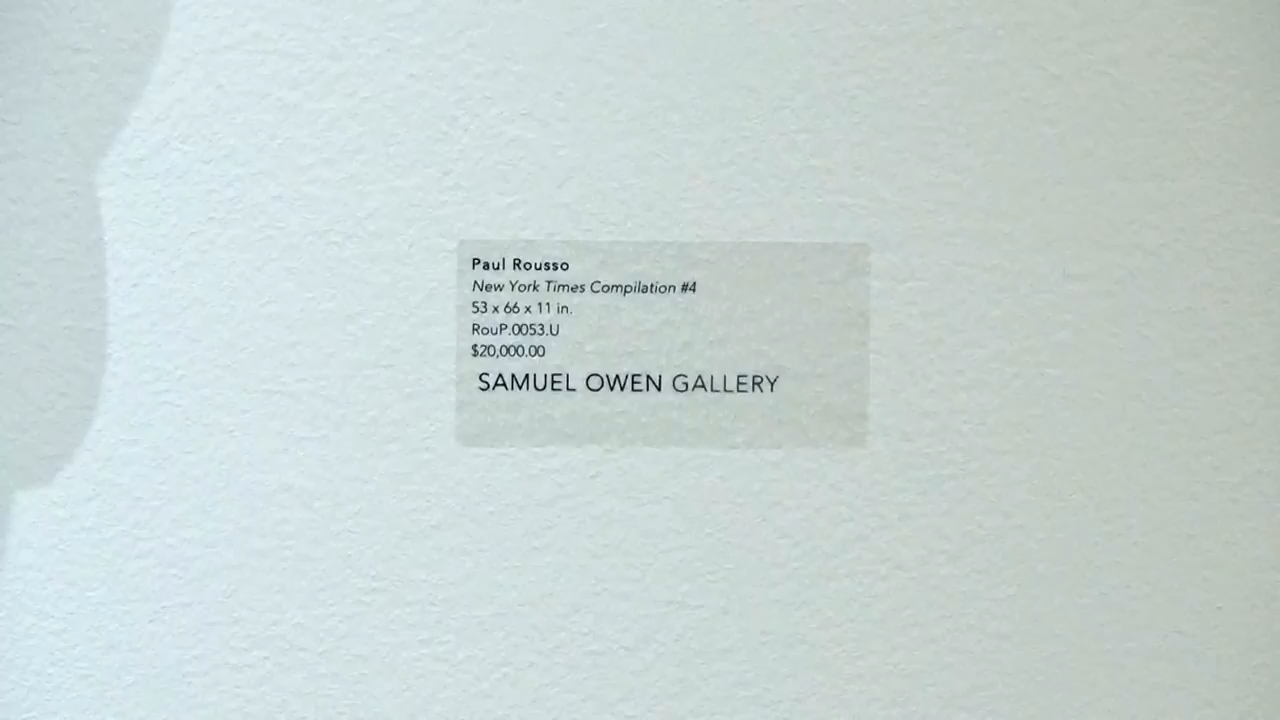 Paul Rousso
New York Times Compilation #4
53 x 66 x 11 in.
RouP.0053.U
$20,000.00
SAMUEL OWEN GALLERY